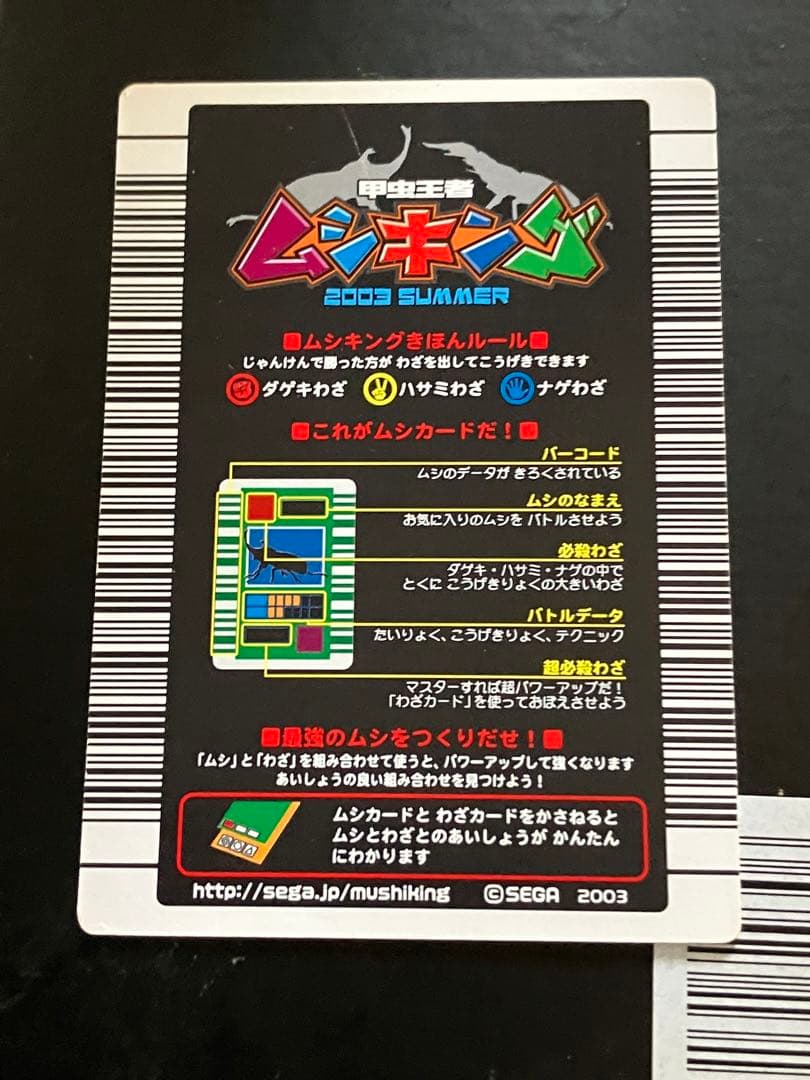 甲虫王者
ムシキング
2003 SUMMER
ムシキングきほんルール
じゃんけんで勝った方が わざを出してこうげきできます
ダゲキわざ ハサミわざ ナゲわざ
これがムシカードだ！
バーコード
ムシのデータが きろくされている
ムシのなまえ
お気に入りのムシを バトルさせよう
必殺わざ
ダゲキ・ハサミ・ナゲの中で
とくに こうげきりょくの大きいわざ
バトルデータ
たいりょく、こうげきりょく、テクニック
超必殺わざ
マスターすれば超パワーアップだ！
「わざカード」を使っておぼえさせよう
最強のムシをつくりだせ！
「ムシ」と「わざ」を組み合わせて使うと、パワーアップして強くなります
あいしょうの良い組み合わせを見つけよう！
ムシカードと わざカードをかさねると
ムシとわざとのあいしょうが かんたん
にわかります
http://sega.jp/mushiking ©SEGA 2003